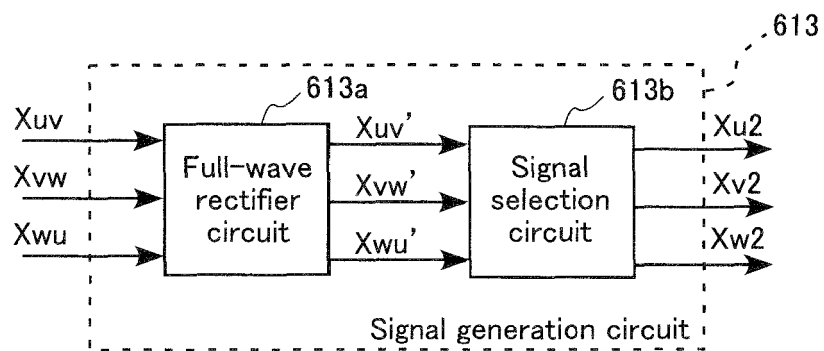 613
613a
613b
Xuv
Xvw
Xwu
Full-wave
rectifier
circuit
Xuv'
Xvw'
Xwu'
Signal
selection
circuit
Xu2
Xv2
Xw2
Signal generation circuit